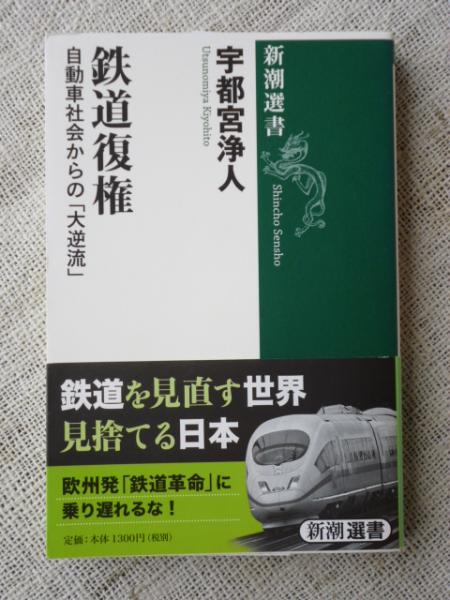 新潮選書
Shincho Sensho
宇都宮浄人
Utsunomiya Kiyohito
鉄道復権
自動車社会からの「大逆流」
鉄道を見直す世界
見捨てる日本
欧州発「鉄道革命」に
乗り遅れるな！
定価：本体1300円（税別）
新潮選書